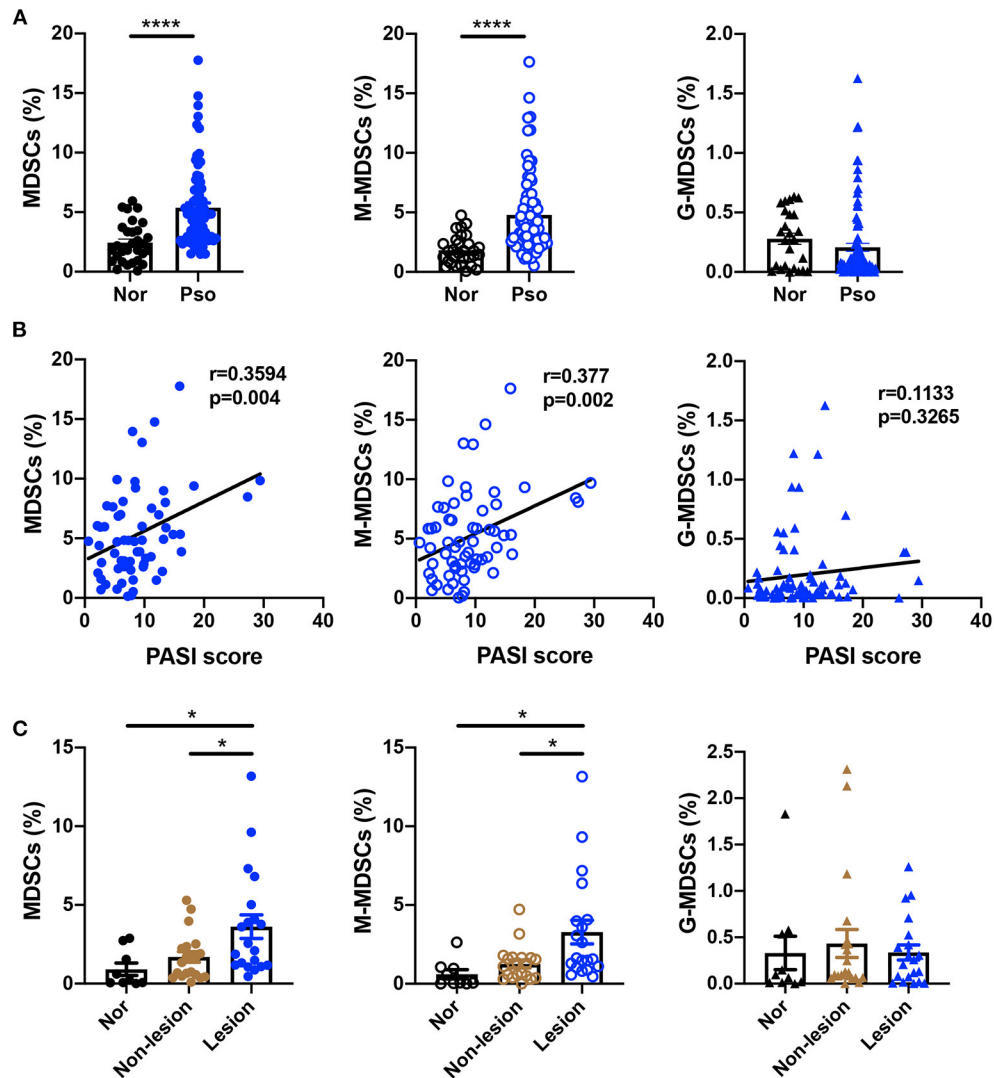 A
MDSCs (%)
20
15
10
5
0
****
Nor Pso
M-MDSCs (%)
20
15
10
5
0
****
Nor Pso
G-MDSCs (%)
2.0
1.5
1.0
0.5
0.0
Nor Pso
B
MDSCs (%)
20
15
10
5
0
r=0.3594
p=0.004
0 10 20 30 40
PASI score
M-MDSCs (%)
20
15
10
5
0
r=0.377
p=0.002
0 10 20 30 40
PASI score
G-MDSCs (%)
2.0
1.5
1.0
0.5
0.0
r=0.1133
p=0.3265
0 10 20 30 40
PASI score
C
MDSCs (%)
15
10
5
0
*
*
Nor
Non-lesion
Lesion
M-MDSCs (%)
15
10
5
0
*
*
Nor
Non-lesion
Lesion
G-MDSCs (%)
2.5
2.0
1.5
1.0
0.5
0.0
Nor
Non-lesion
Lesion